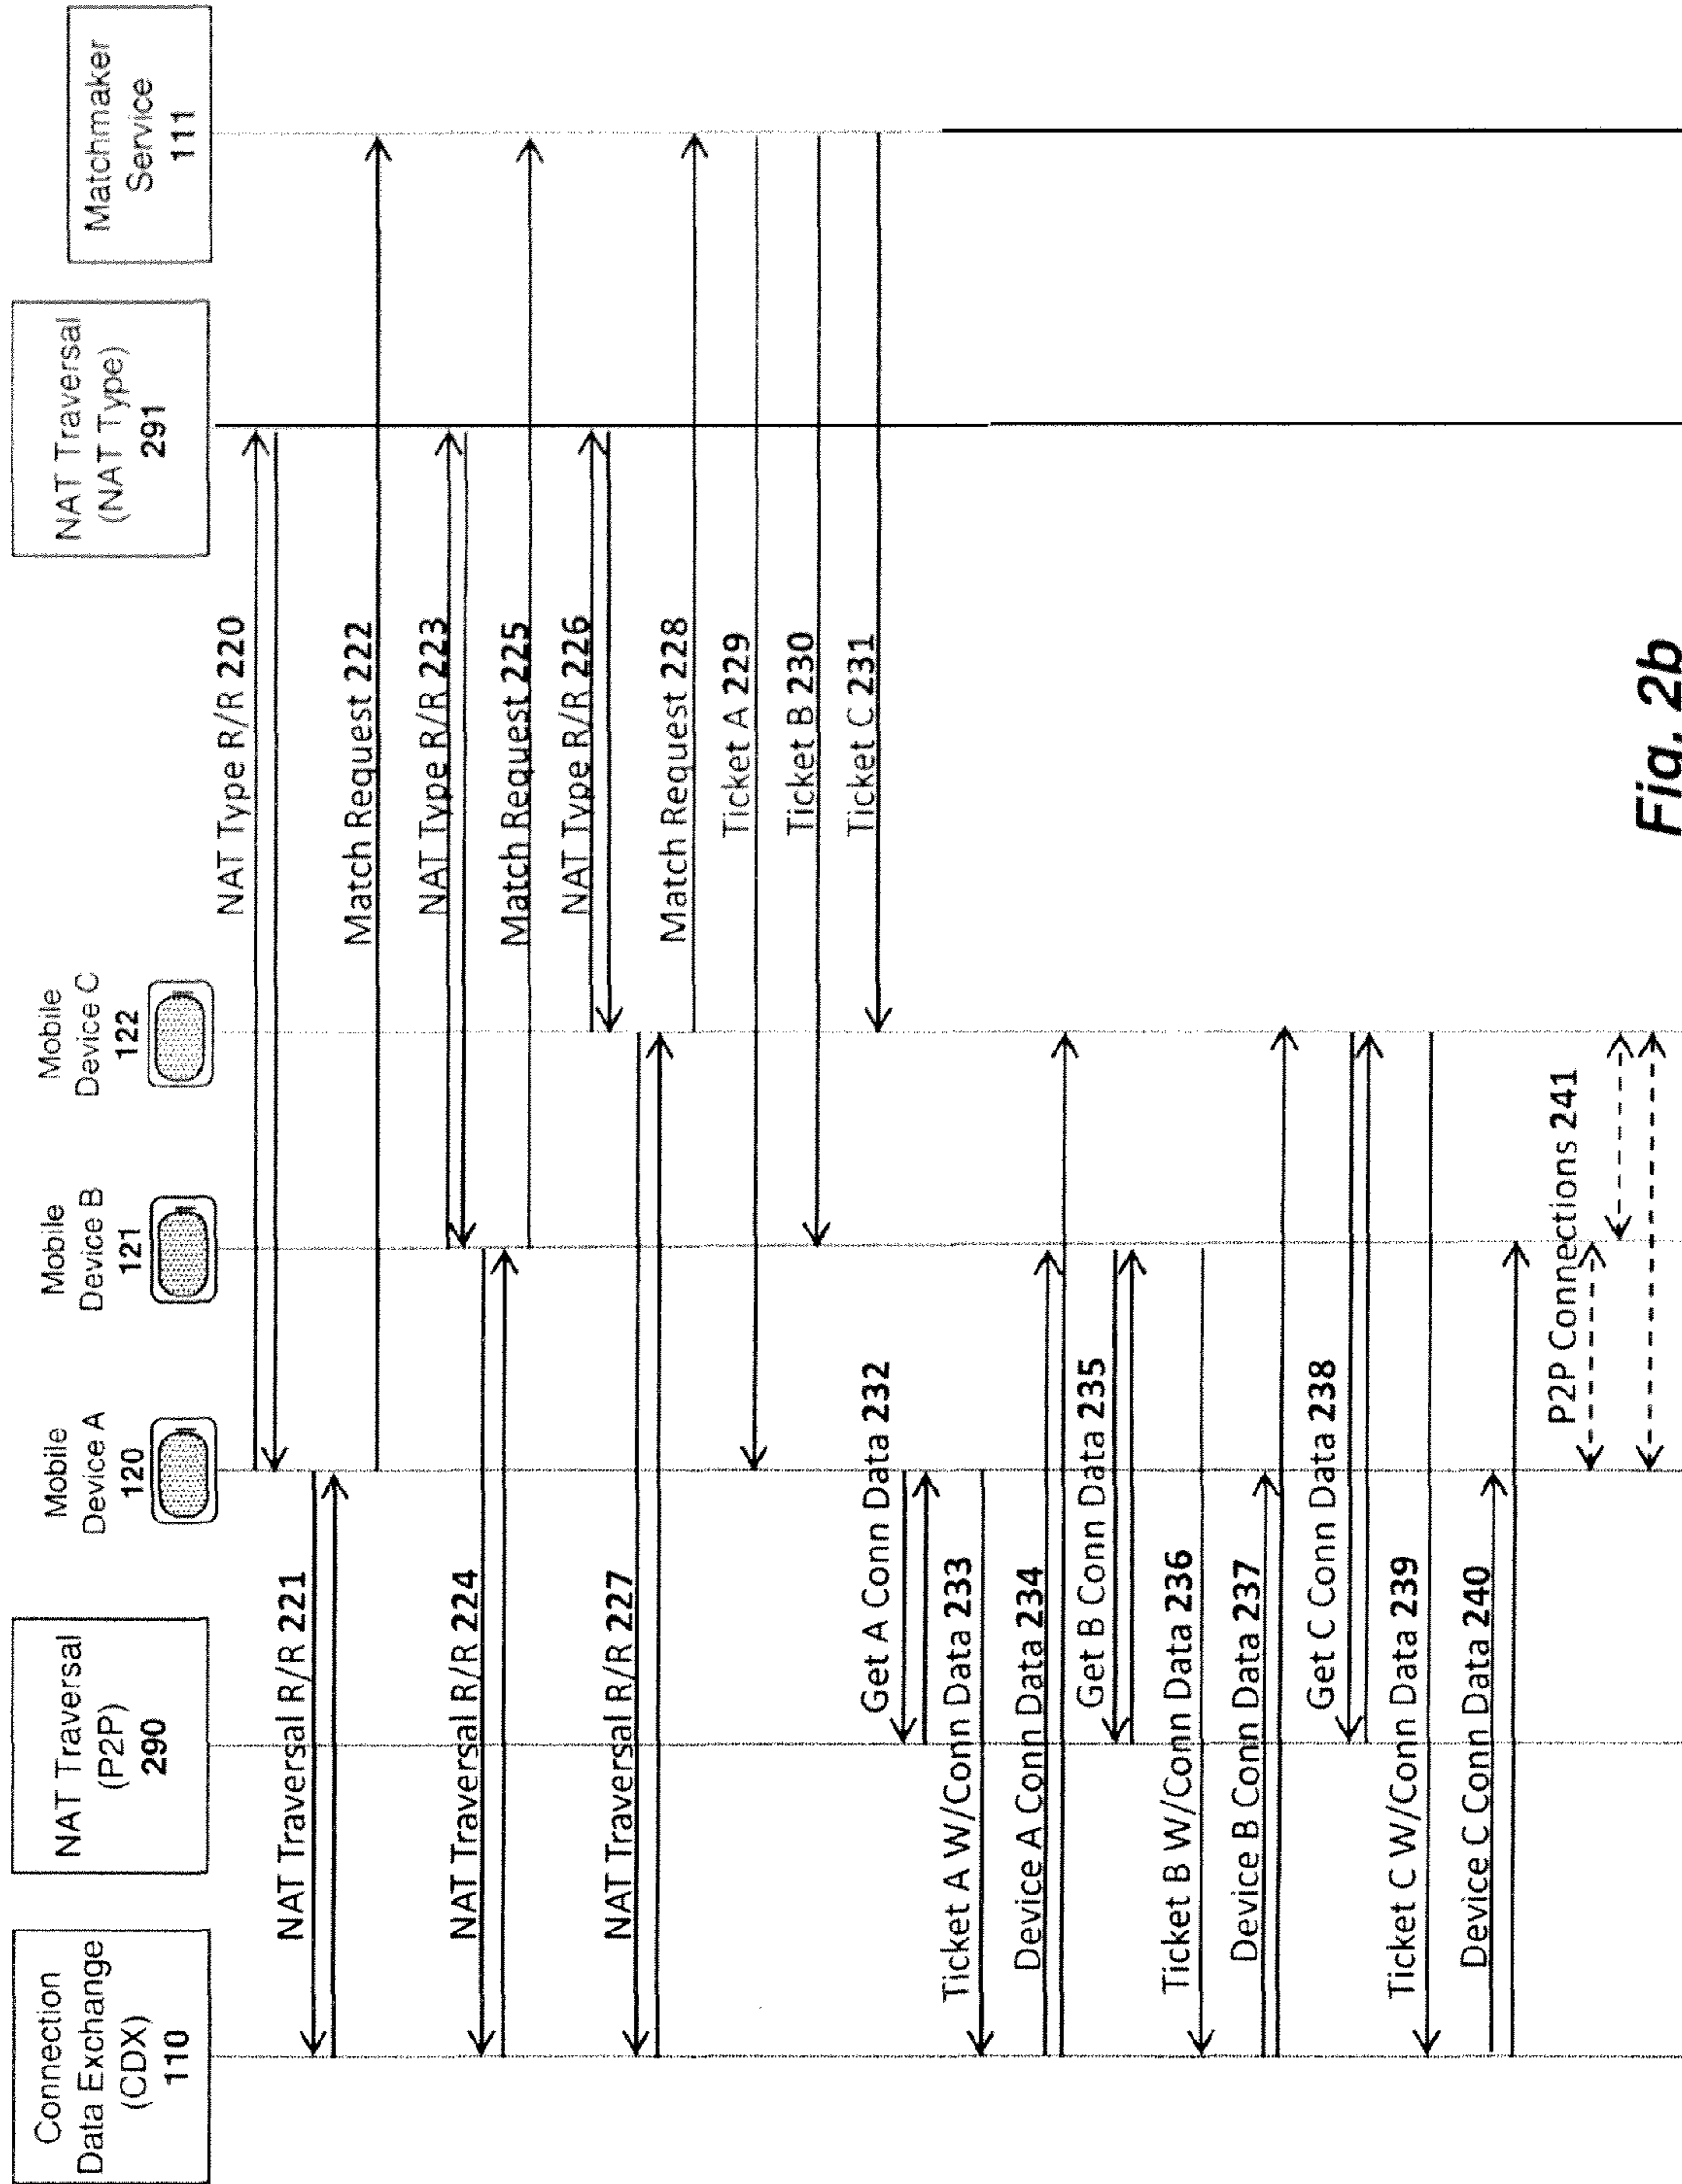 Connection
Data Exchange
(CDX)
110
NAT Traversal
(P2P)
290
Mobile
Device A
120
Mobile
Device B
121
Mobile
Device C
122
NAT Traversal
(NAT Type)
291
Matchmaker
Service
111
NAT Type R/R 220
NAT Traversal R/R 221
Match Request 222
NAT Type R/R 223
NAT Traversal R/R 224
Match Request 225
NAT Type R/R 226
NAT Traversal R/R 227
Match Request 228
Ticket A 229
Ticket B 230
Ticket C 231
Get A Conn Data 232
Ticket A W/Conn Data 233
Device A Conn Data 234
Get B Conn Data 235
Ticket B W/Conn Data 236
Device B Conn Data 237
Get C Conn Data 238
Ticket C W/Conn Data 239
Device C Conn Data 240
P2P Connections 241
Fig. 2b